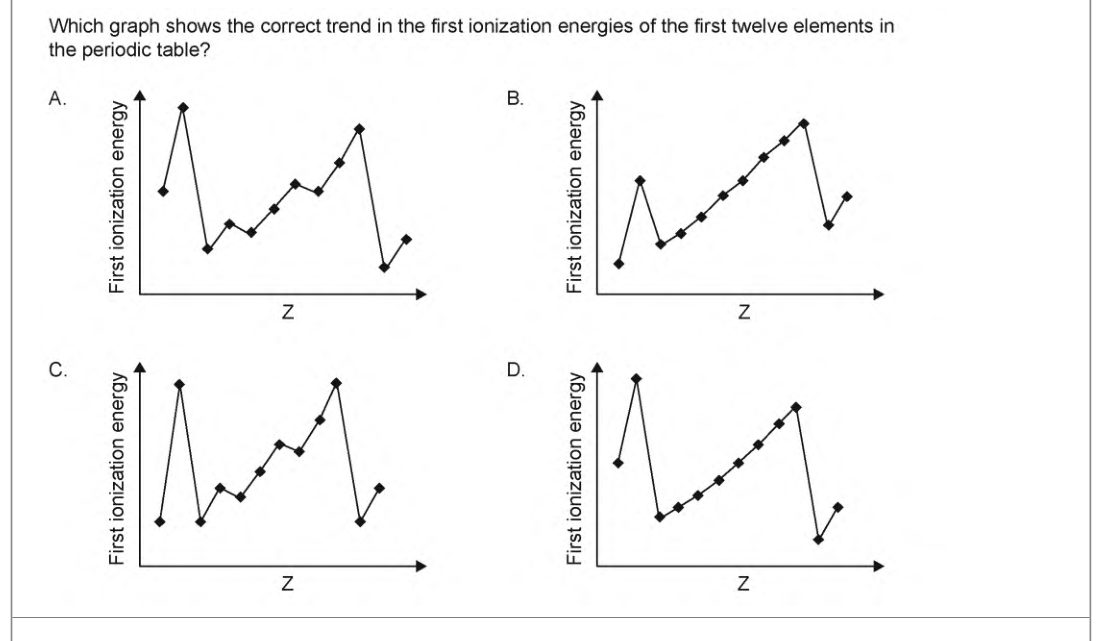 Which graph shows the correct trend in the first ionization energies of the first twelve elements in
the periodic table?
A.
First ionization energy
Z
B.
First ionization energy
Z
C.
First ionization energy
Z
D.
First ionization energy
Z